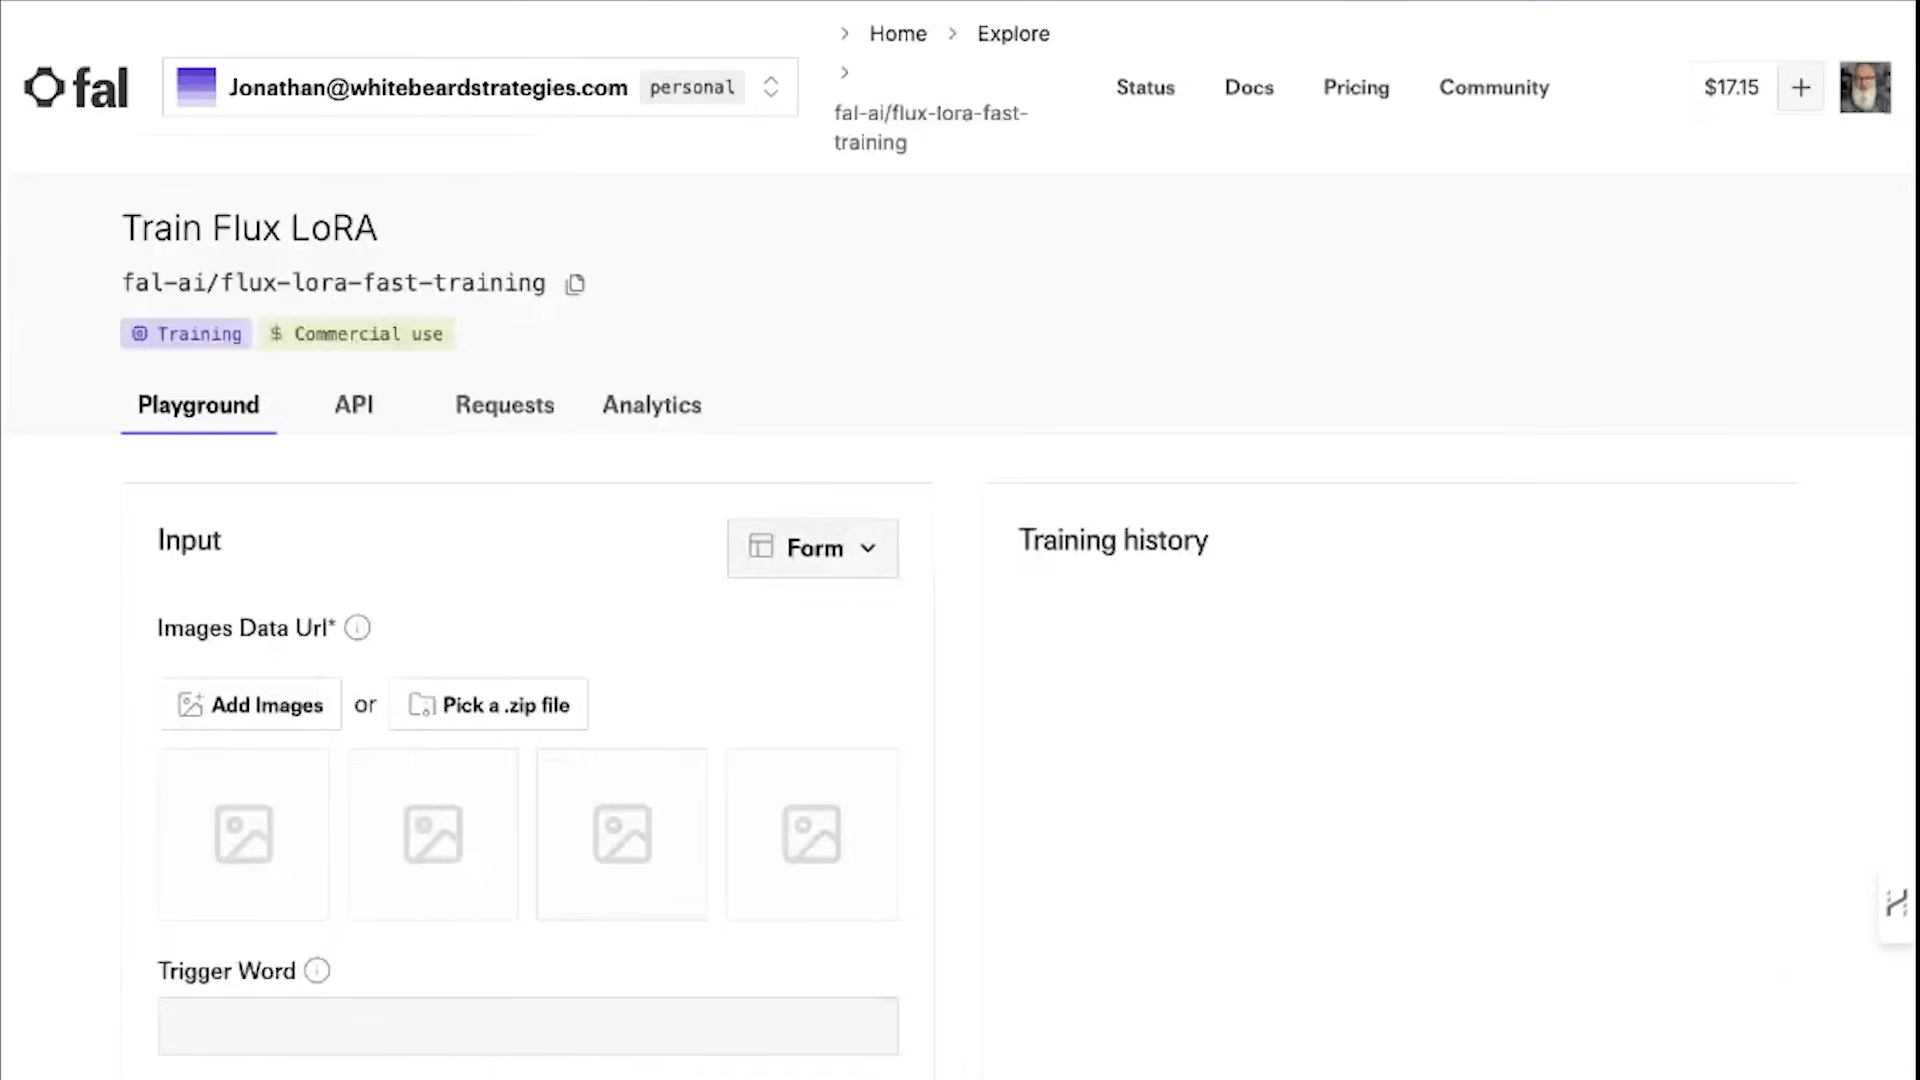 fal
Jonathan@whitebeardstrategies.com personal
Home Explore
fal-ai/flux-lora-fast-
training
Status Docs Pricing Community
$17.15
Train Flux LoRA
fal-ai/flux-lora-fast-training
Training $ Commercial use
Playground API Requests Analytics
Input
Form
Images Data Url*
Add Images or Pick a .zip file
Trigger Word
Training history